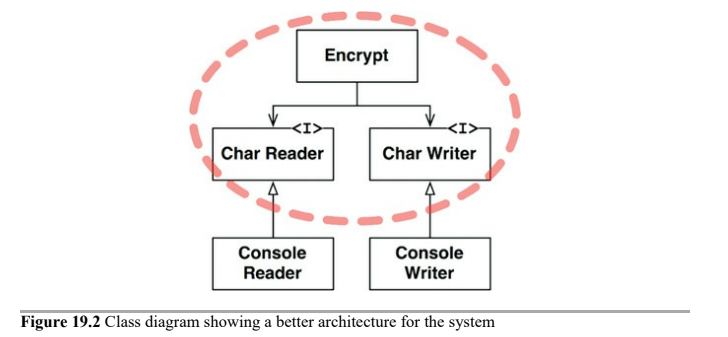 Encrypt
<I>
<I>
Char Reader
Char Writer
Console
Reader
Console
Writer
Figure 19.2 Class diagram showing a better architecture for the system